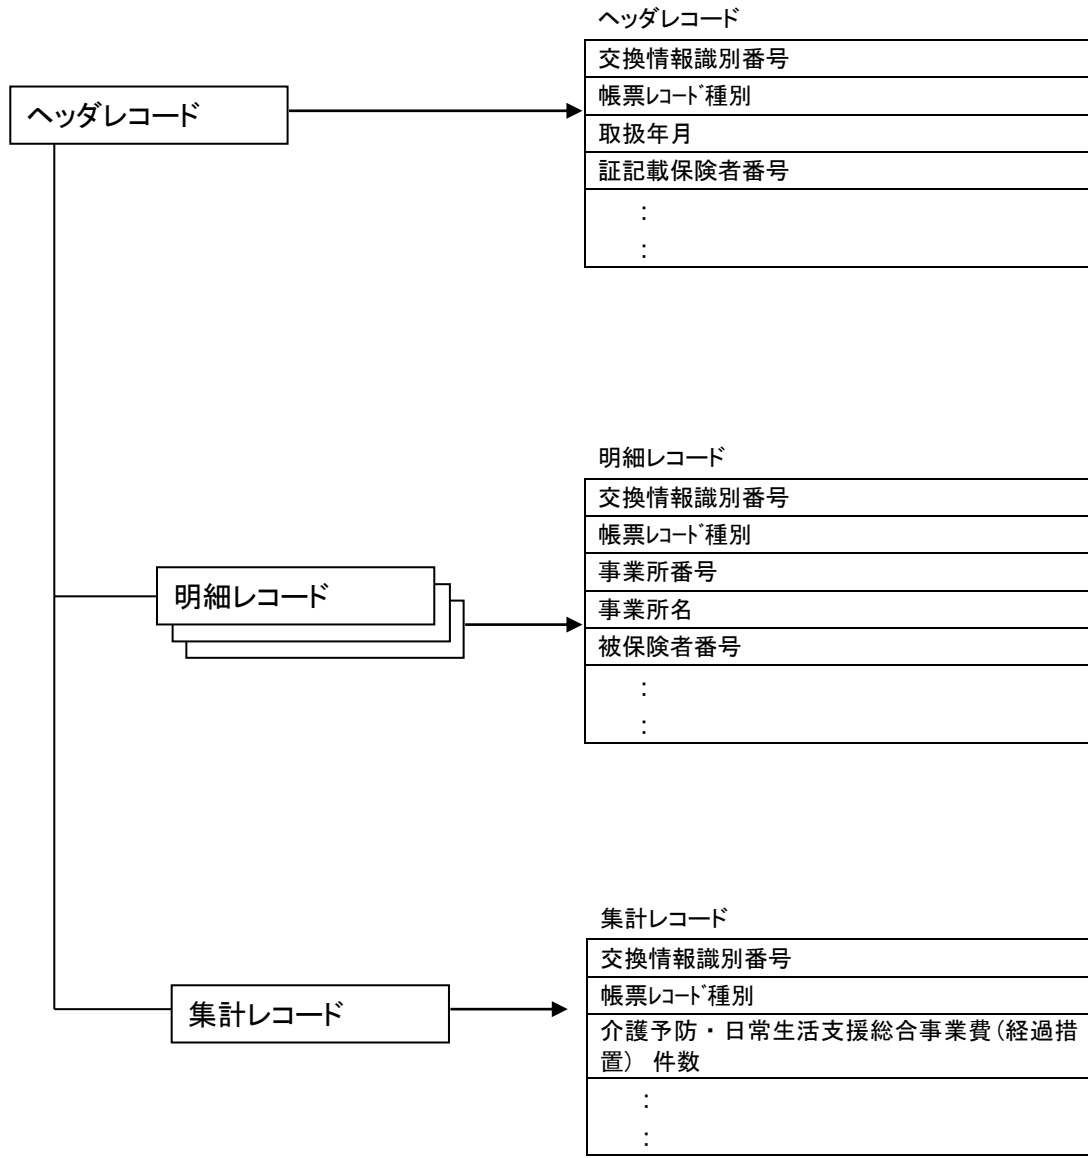 ヘッダレコード
ヘッダレコード
交換情報識別番号
帳票ﾚｺｰﾄﾞ種別
取扱年月
証記載保険者番号
:
:
明細レコード
明細レコード
交換情報識別番号
帳票ﾚｺｰﾄﾞ種別
事業所番号
事業所名
被保険者番号
:
:
集計レコード
集計レコード
交換情報識別番号
帳票ﾚｺｰﾄﾞ種別
介護予防・日常生活支援総合事業費(経過措
置) 件数
:
: